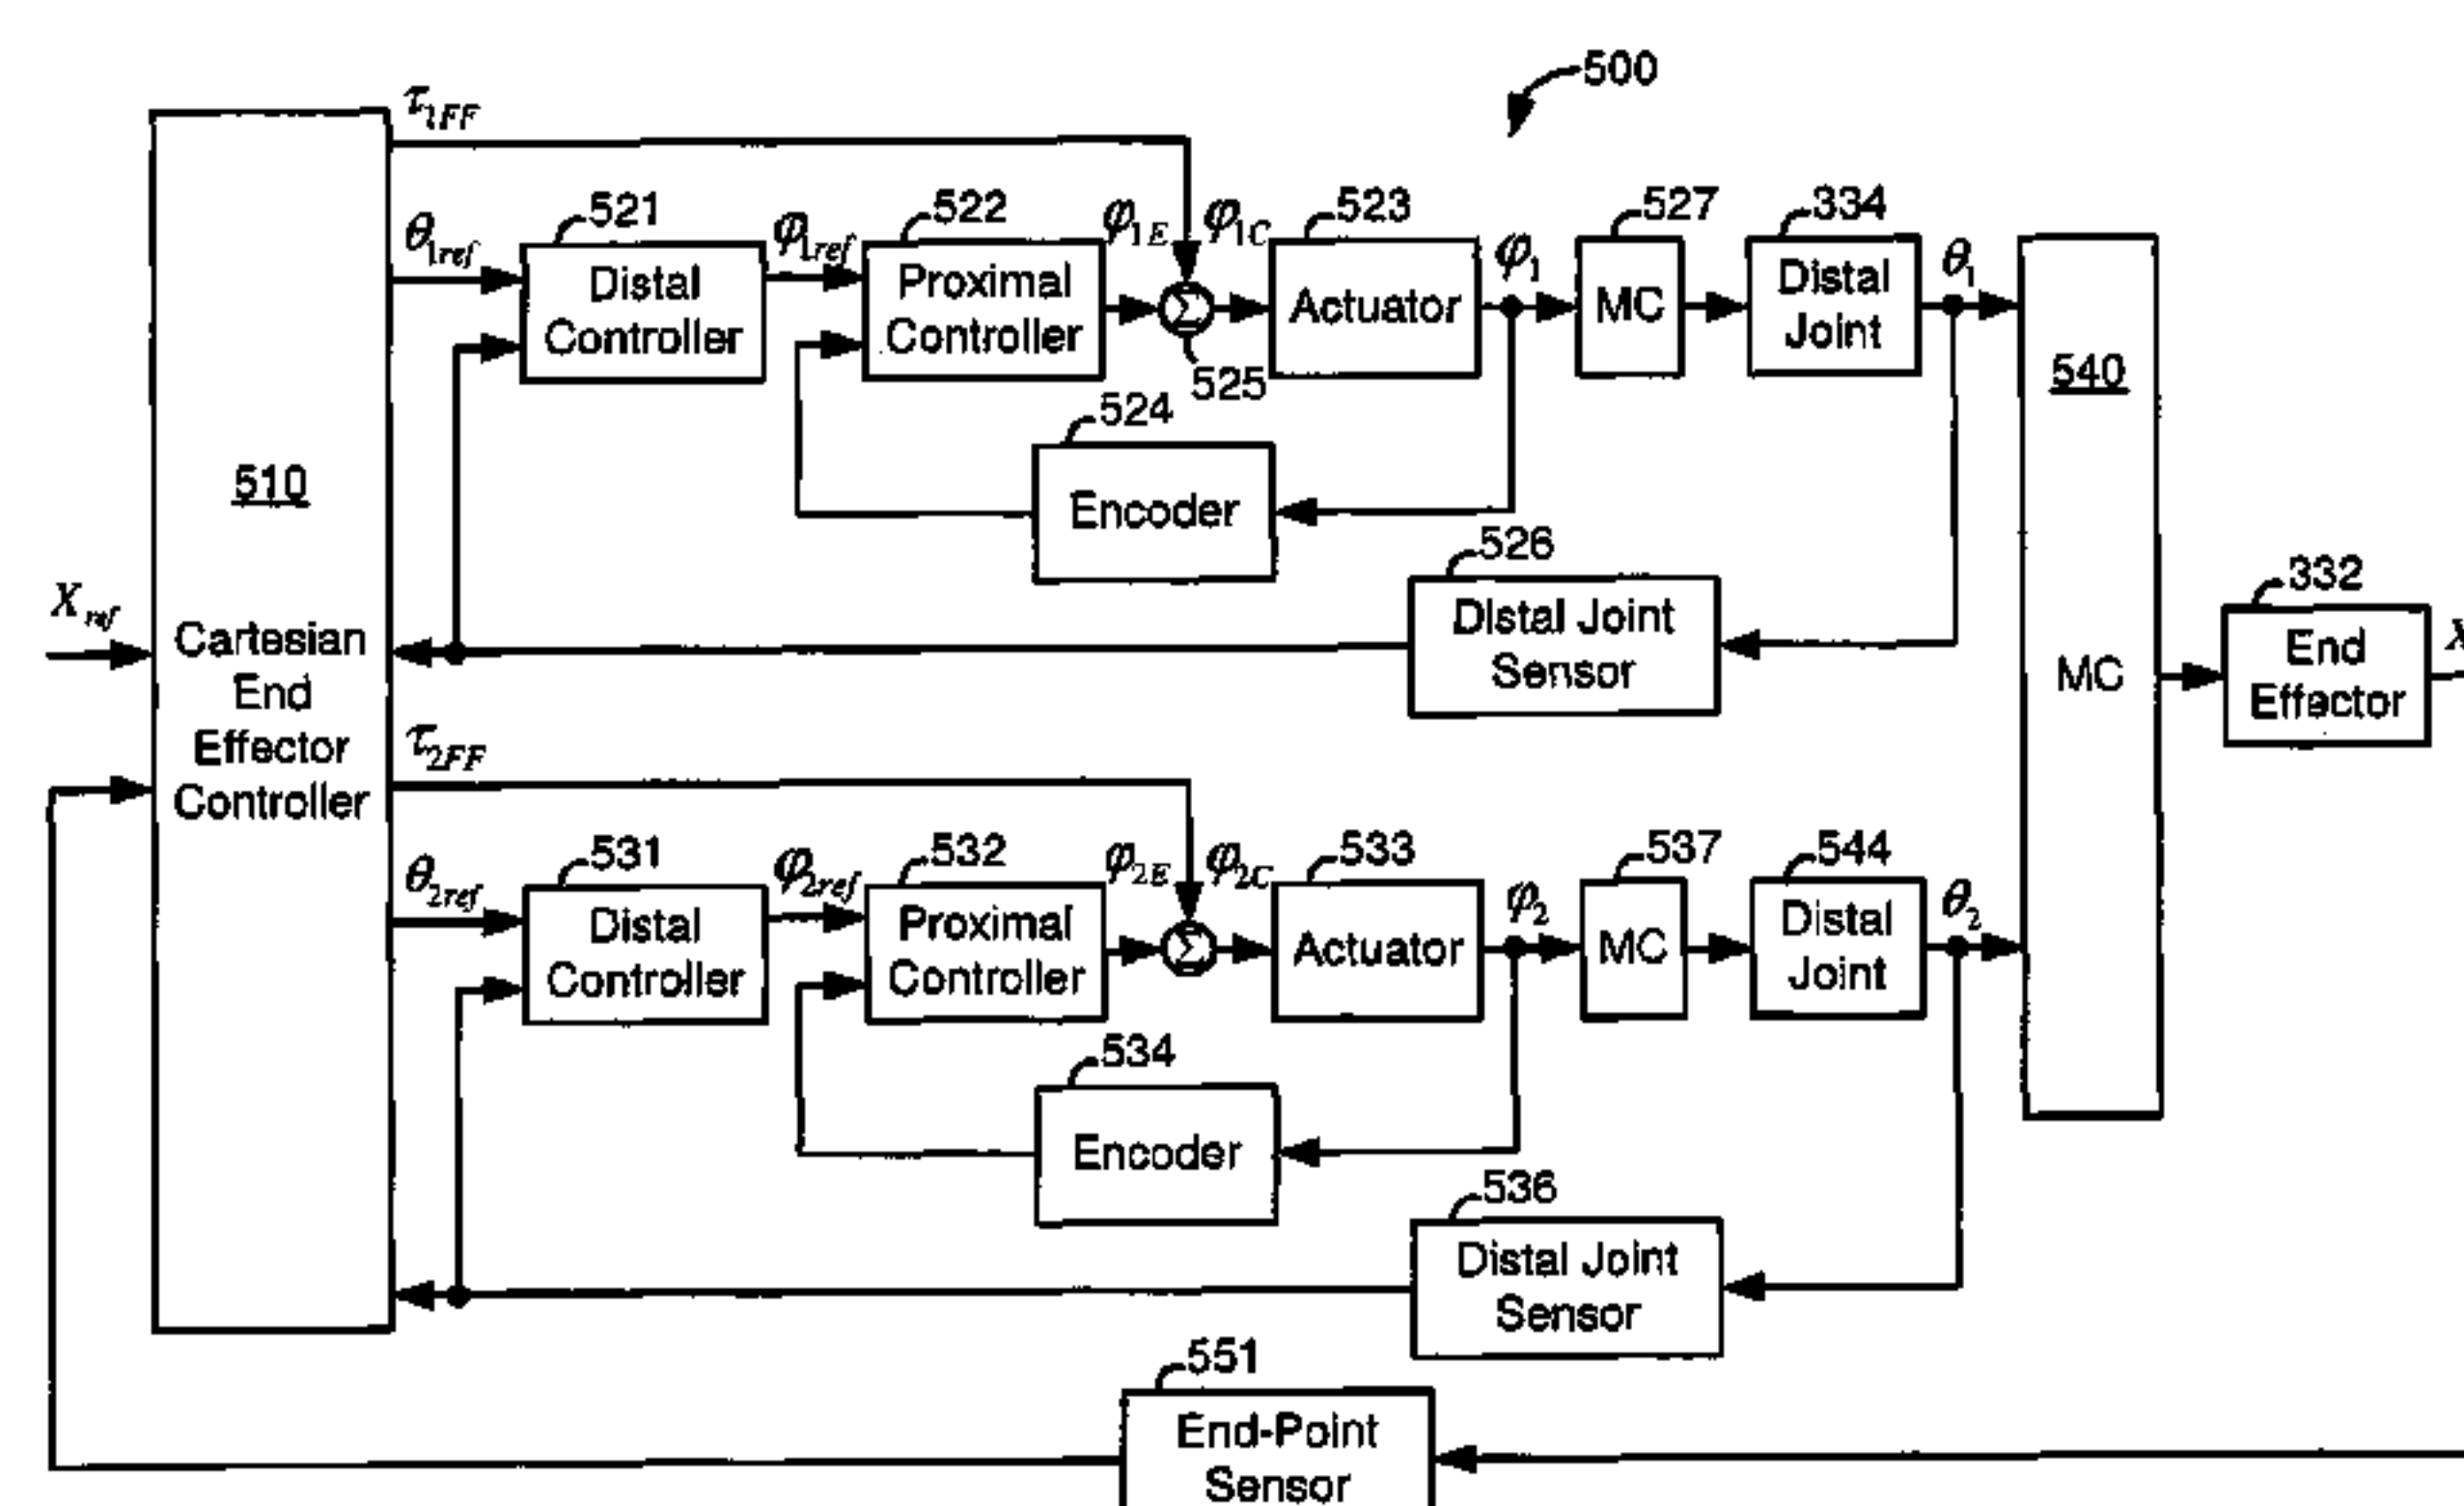 500
τ1FF
521
522
523
527
334
θ1ref
φ1ref
φ1E
φ1C
φ1
θ1
Distal
Controller
Proximal
Controller
Σ
Actuator
MC
Distal
Joint
525
540
524
Encoder
510
526
Distal Joint
Sensor
332
End
Effector
X
Xref
Cartesian
End
Effector
Controller
MC
τ2FF
531
532
533
537
544
θ2ref
φ2ref
φ2E
φ2C
φ2
θ2
Distal
Controller
Proximal
Controller
Σ
Actuator
MC
Distal
Joint
534
Encoder
536
Distal Joint
Sensor
551
End-Point
Sensor